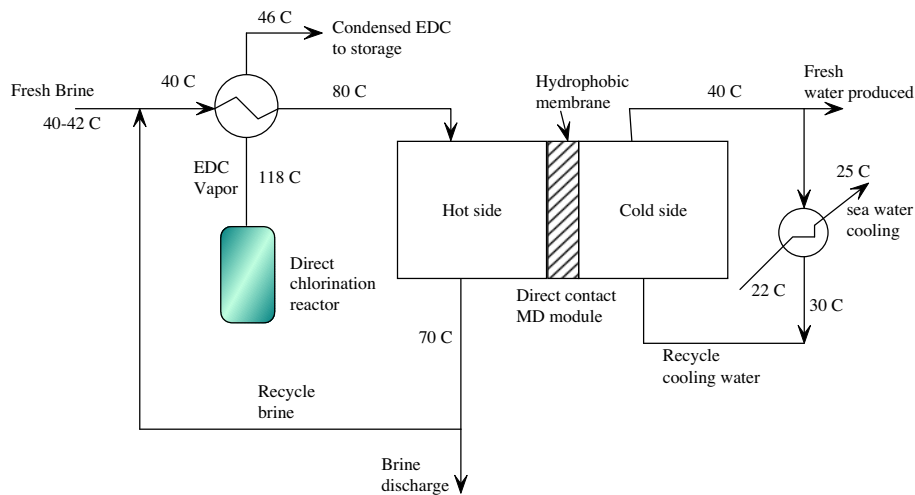 46 C
Condensed EDC
to storage
Fresh Brine
40 C
40-42 C
80 C
Hydrophobic
membrane
40 C
Fresh
water produced
EDC
Vapor
118 C
Hot side
Cold side
25 C
sea water
cooling
22 C
30 C
Direct
chlorination
reactor
Direct contact
MD module
70 C
Recycle
cooling water
Recycle
brine
Brine
discharge